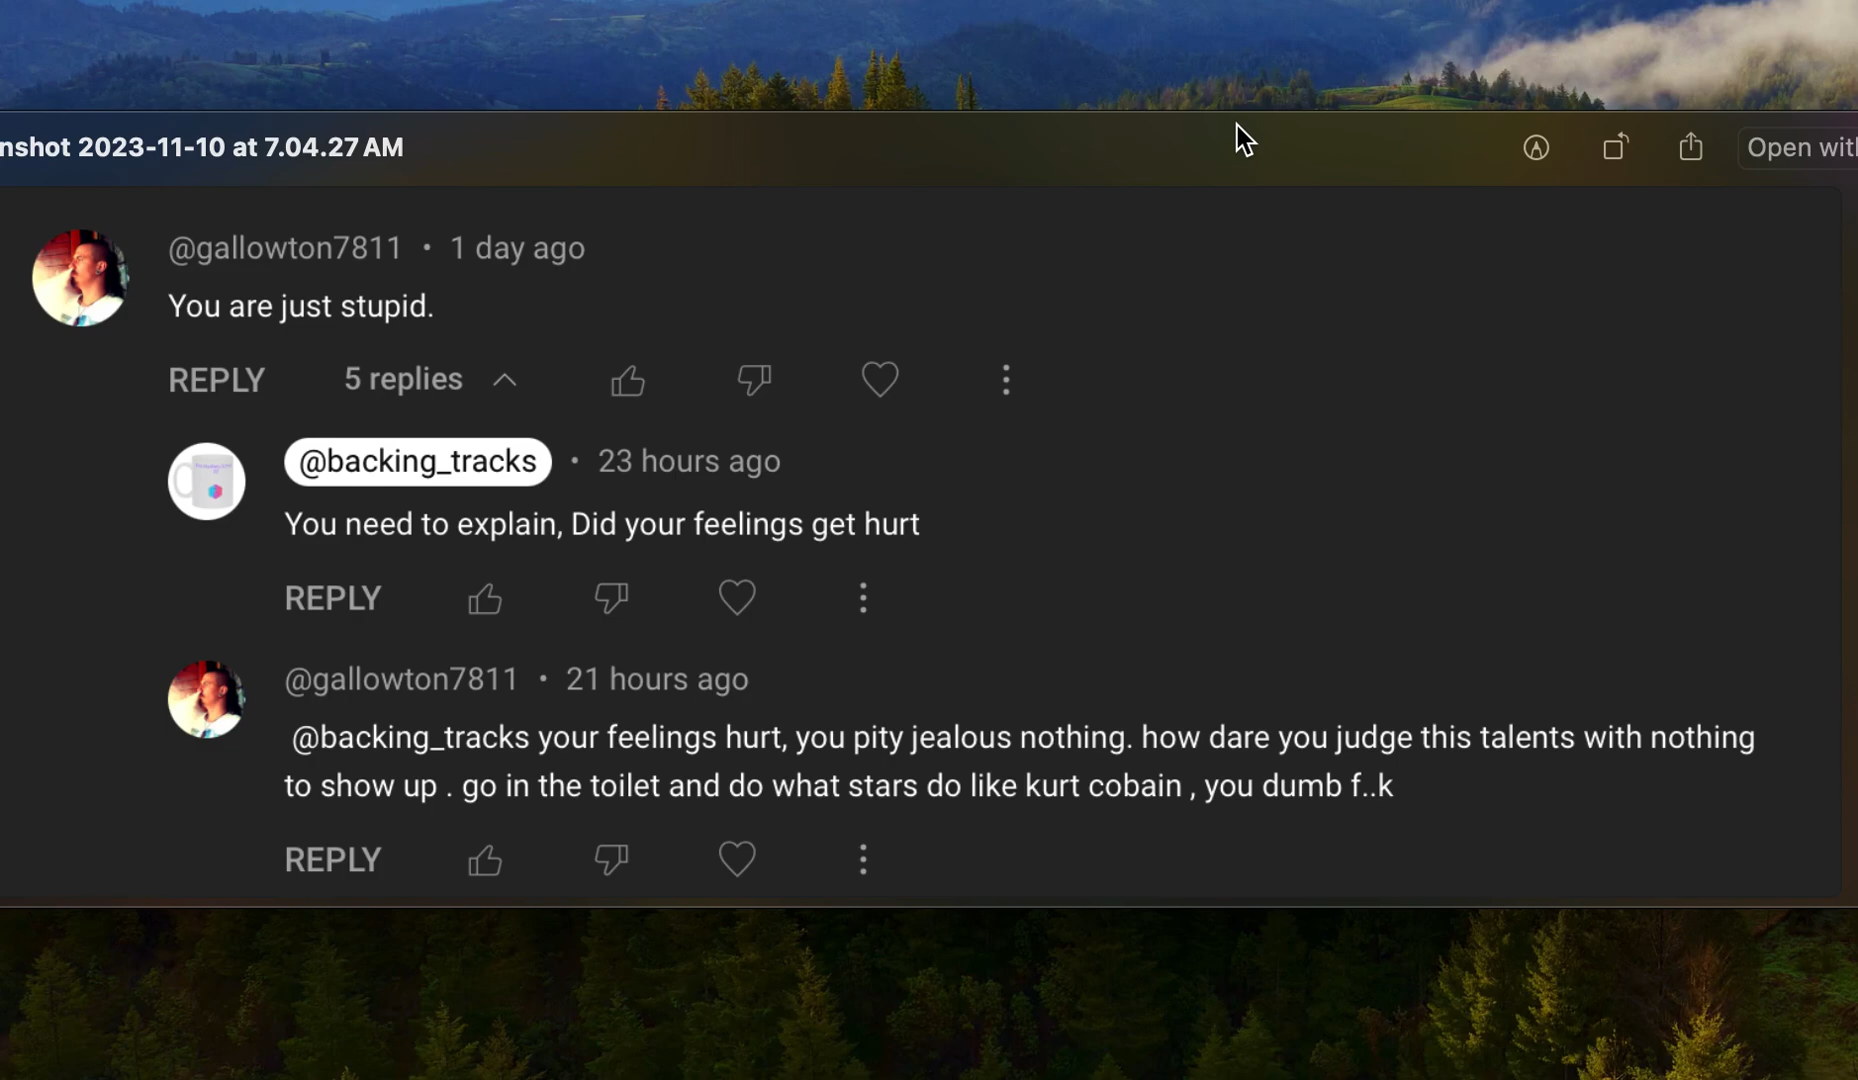 nshot 2023-11-10 at 7.04.27 AM
Open with
@gallowton7811 • 1 day ago
You are just stupid.
REPLY 5 replies
@backing_tracks • 23 hours ago
You need to explain, Did your feelings get hurt
REPLY
@gallowton7811 • 21 hours ago
@backing_tracks your feelings hurt, you pity jealous nothing. how dare you judge this talents with nothing
to show up . go in the toilet and do what stars do like kurt cobain , you dumb f..k
REPLY